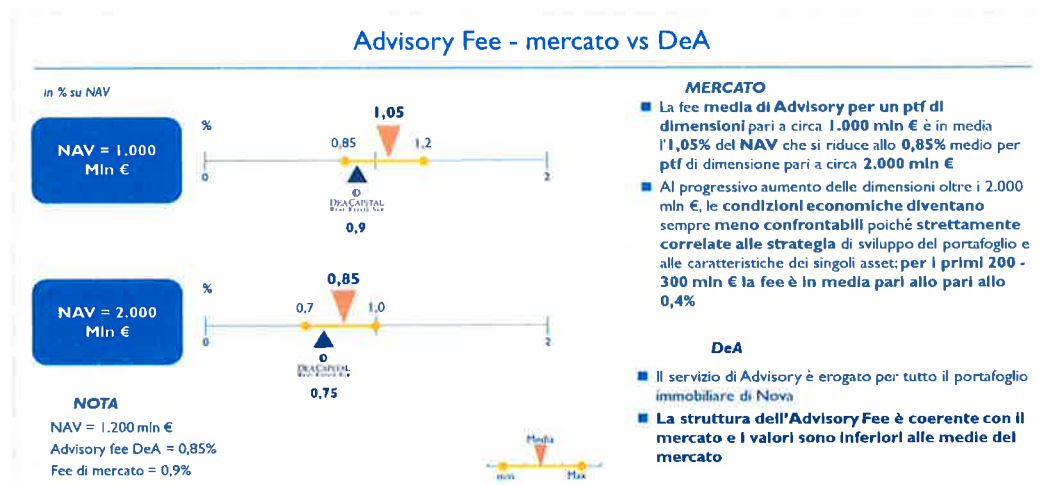 Advisory Fee - mercato vs DeA
in % su NAV
NAV = 1.000
Mln €
%
1,05
0,85
1,2
0
2
DEACAPITAL
0,9
NAV = 2.000
Mln €
%
0,85
0,7
1,0
0
2
DEACAPITAL
0,75
NOTA
NAV = 1.200 mln €
Advisory fee DeA = 0,85%
Fee di mercato = 0,9%
Media
min
Max
MERCATO
La fee media di Advisory per un ptf di
dimensioni pari a circa 1.000 mln € è in media
l'1,05% del NAV che si riduce allo 0,85% medio per
ptf di dimensione pari a circa 2.000 mln €
Al progressivo aumento delle dimensioni oltre i 2.000
mln €, le condizioni economiche diventano
sempre meno confrontabili poiché strettamente
correlate alle strategia di sviluppo del portafoglio e
alle caratteristiche dei singoli asset; per i primi 200 -
300 mln € la fee è in media pari allo pari allo
0,4%
DeA
Il servizio di Advisory è erogato per tutto il portafoglio
immobiliare di Nova
La struttura dell'Advisory Fee è coerente con il
mercato e i valori sono inferiori alle medie del
mercato